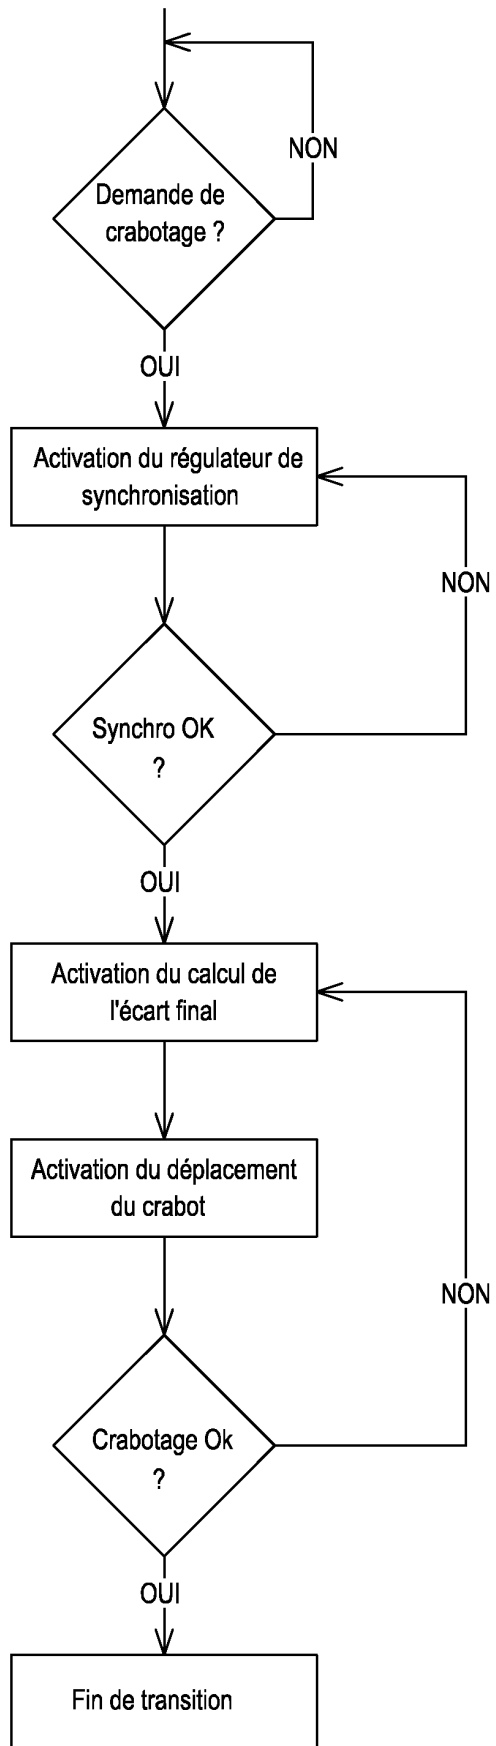 NON
Demande de
crabotage ?
OUI
Activation du régulateur de
synchronisation
NON
Synchro OK
?
OUI
Activation du calcul de
l'écart final
Activation du déplacement
du crabot
NON
Crabotage Ok
?
OUI
Fin de transition